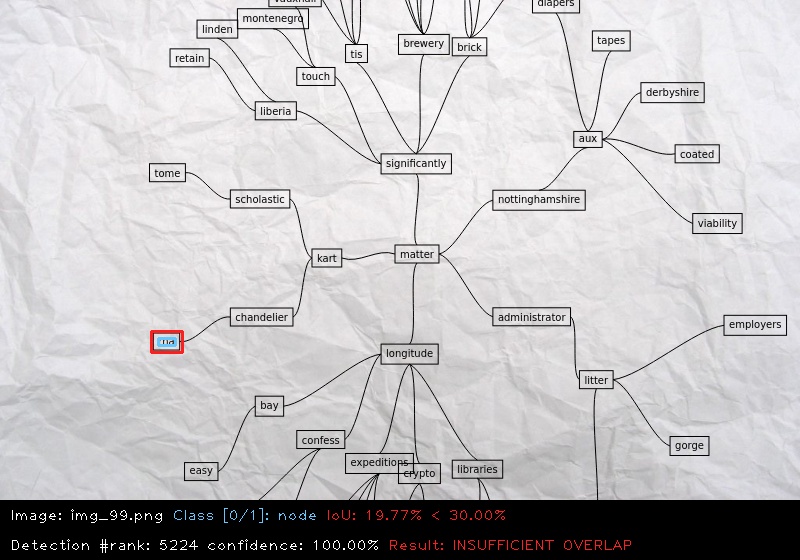 diapers
vauxhall
montenegro
linden
tapes
brewery
brick
tis
retain
touch
derbyshire
liberia
aux
coated
significantly
tome
scholastic
nottinghamshire
viability
matter
kart
chandelier
administrator
employers
longitude
litter
bay
confess
gorge
expeditions
easy
crypto
libraries
Image: img_99.png Class [0/1]: node IoU: 19.77% < 30.00%
Detection #rank: 5224 confidence: 100.00% Result: INSUFFICIENT OVERLAP